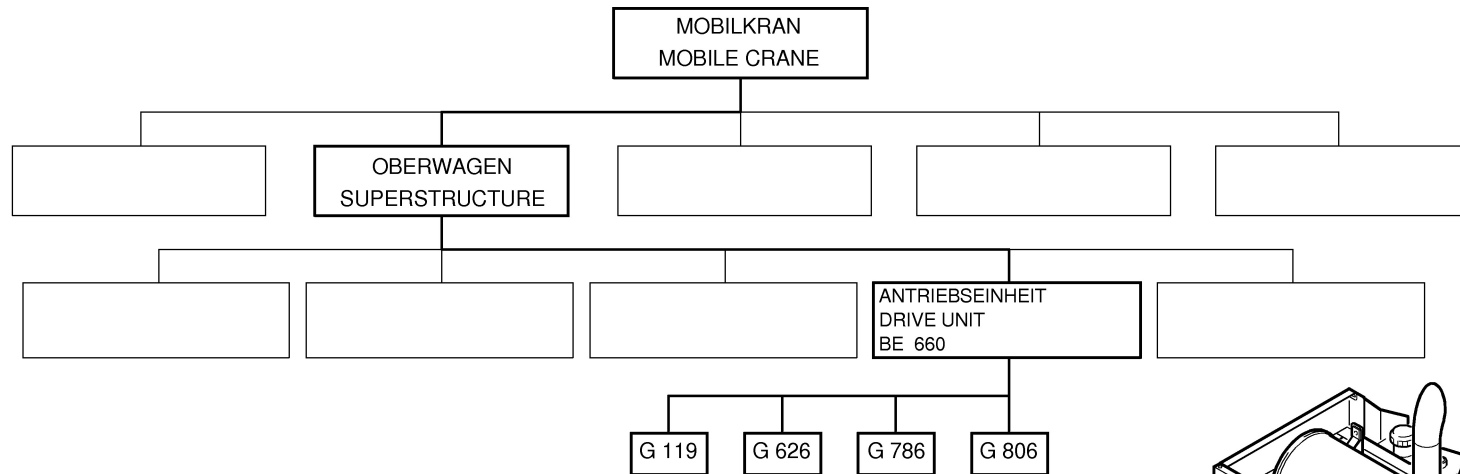 MOBILKRAN
MOBILE CRANE
OBERWAGEN
SUPERSTRUCTURE
ANTRIEBSEINHEIT
DRIVE UNIT
BE 660
G 119
G 626
G 786
G 806